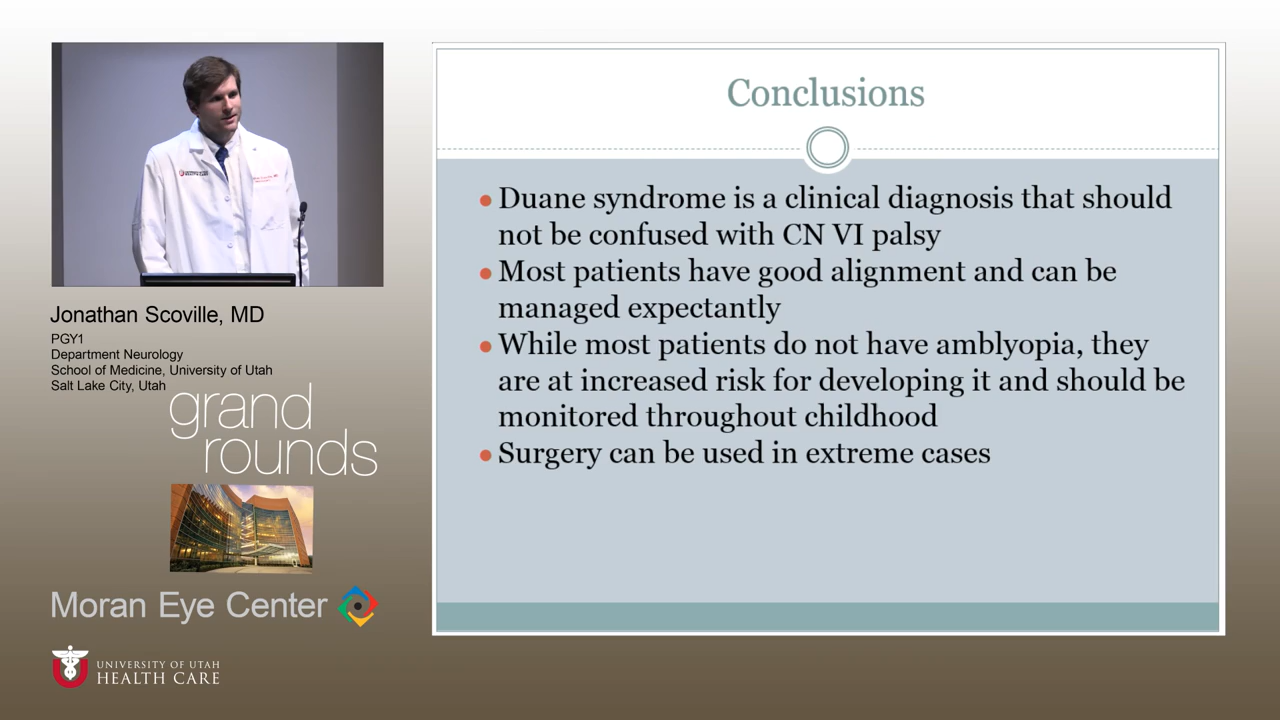 Jonathan Scoville, MD
PGY1
Department Neurology
School of Medicine, University of Utah
Salt Lake City, Utah
grand
rounds
Moran Eye Center
UNIVERSITY OF UTAH
HEALTH CARE
Conclusions
• Duane syndrome is a clinical diagnosis that should
not be confused with CN VI palsy
• Most patients have good alignment and can be
managed expectantly
• While most patients do not have amblyopia, they
are at increased risk for developing it and should be
monitored throughout childhood
• Surgery can be used in extreme cases